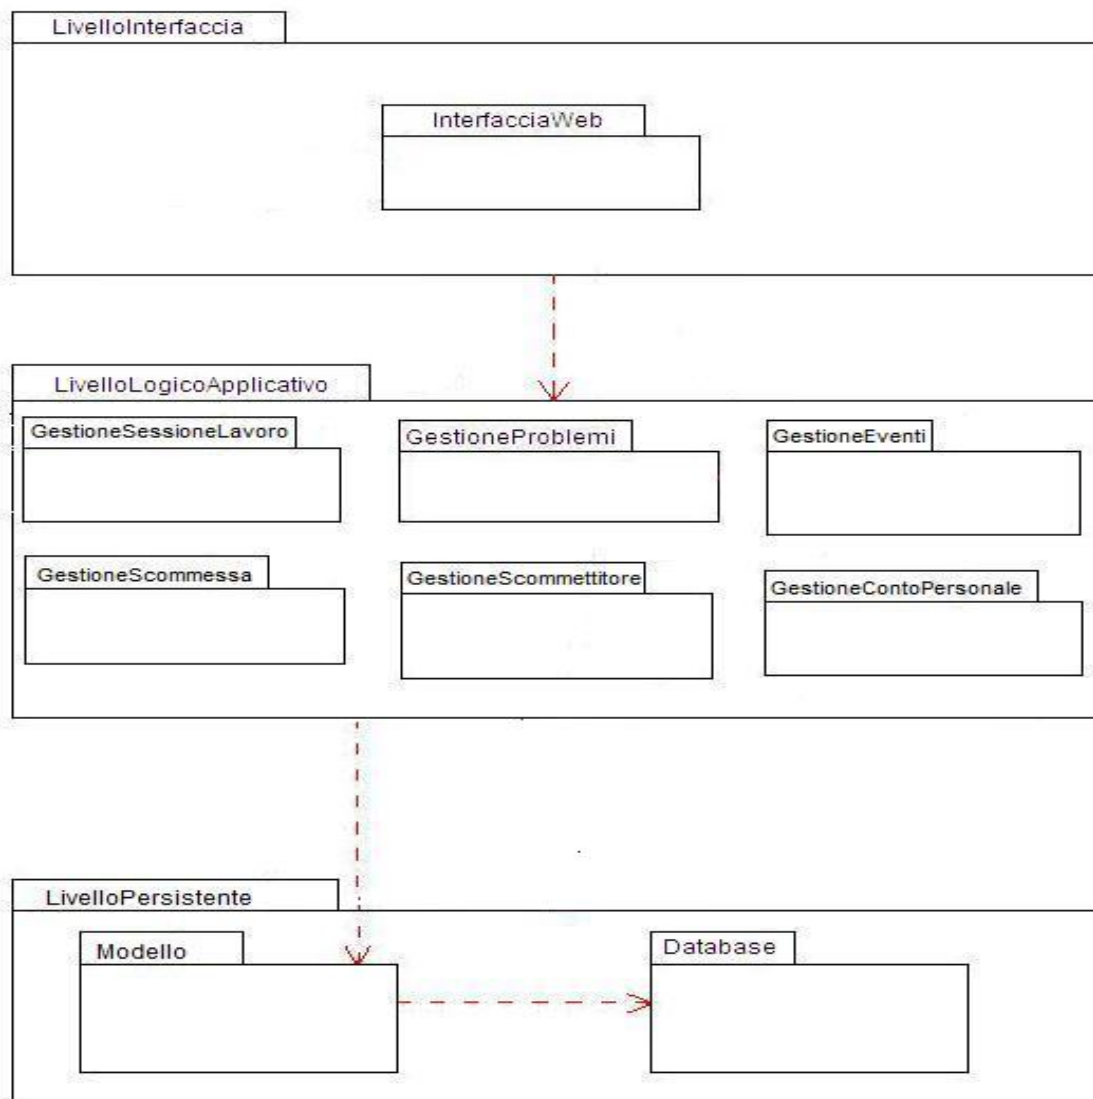 LivelloInterfaccia
InterfacciaWeb
LivelloLogicoApplicativo
GestioneSessioneLavoro
GestioneProblemi
GestioneEventi
GestioneScommessa
GestioneScommettitore
GestioneContoPersonale
LivelloPersistente
Modello
Database